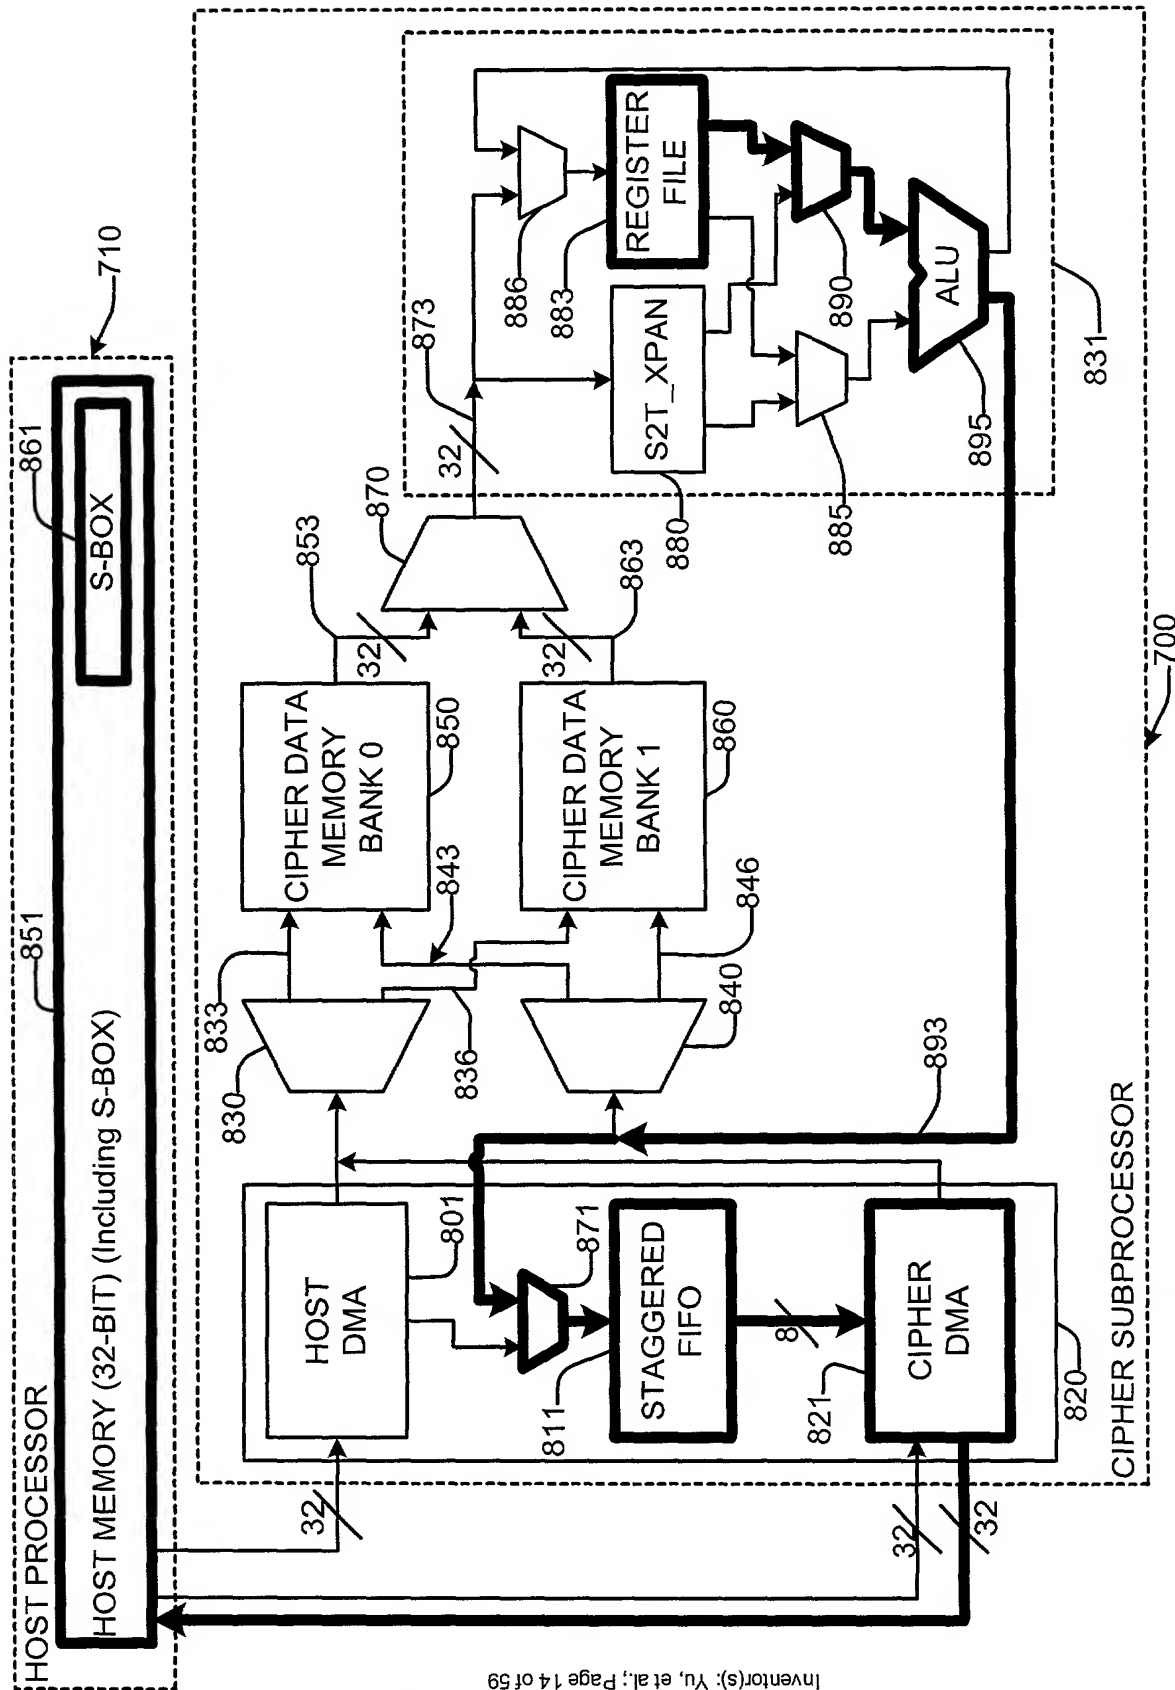 HOST PROCESSOR
851
861
710
HOST MEMORY (32-BIT) (Including S-BOX)
S-BOX
32
32
32
HOST
DMA
801
871
811
STAGGERED
FIFO
8
821
CIPHER
DMA
820
830
833
836
843
840
846
893
CIPHER DATA
MEMORY
BANK 0
850
CIPHER DATA
MEMORY
BANK 1
860
853
32
863
32
870
873
32
886
883
REGISTER
FILE
S2T_XPAN
880
885
890
ALU
895
831
CIPHER SUBPROCESSOR
700
Inventor(s): Yu, et al.; Page 14 of 59